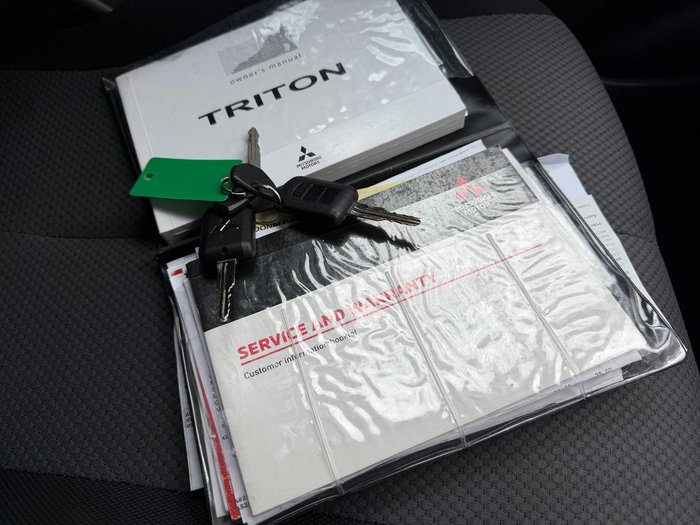 owner's manual
TRITON
MITSUBISHI
MOTORS
SERVICE AND WARRANTY
Customer information booklet